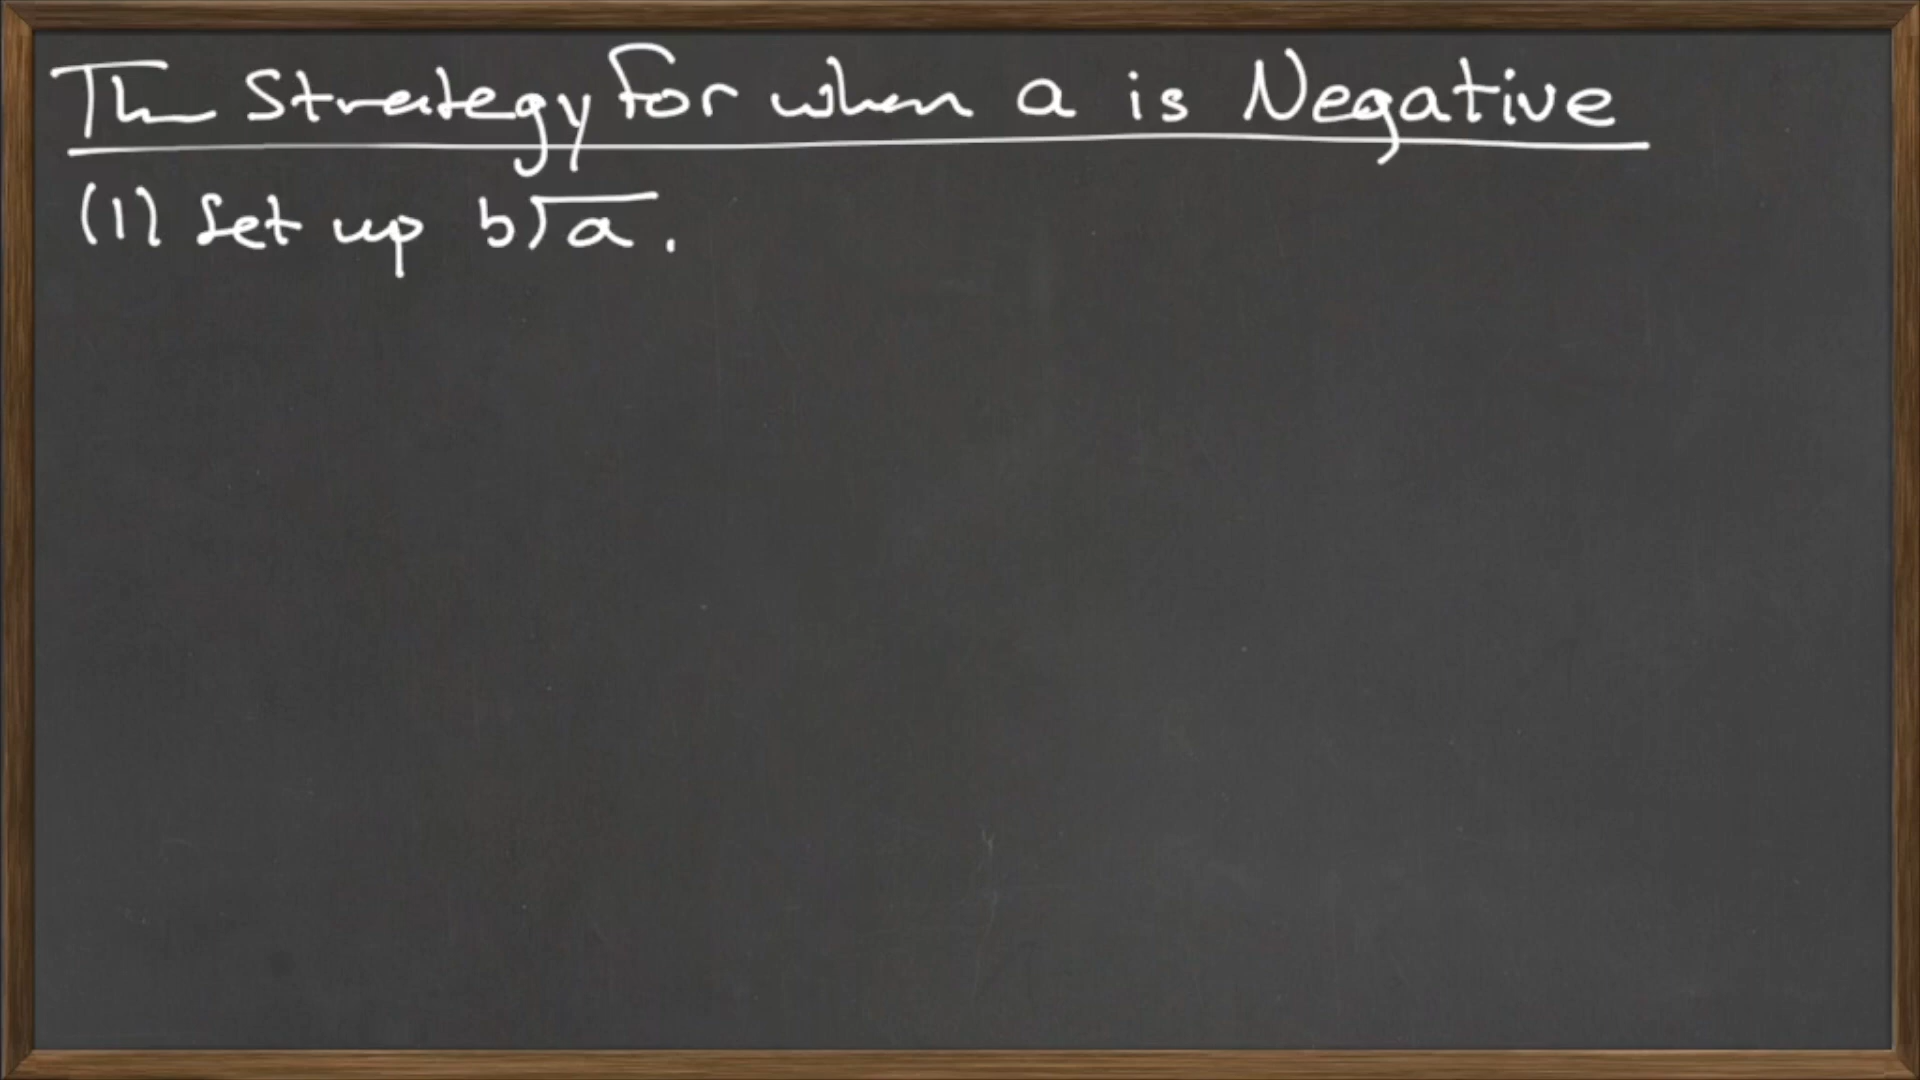 The Strategy for when a is Negative
(1) Set up b)a.